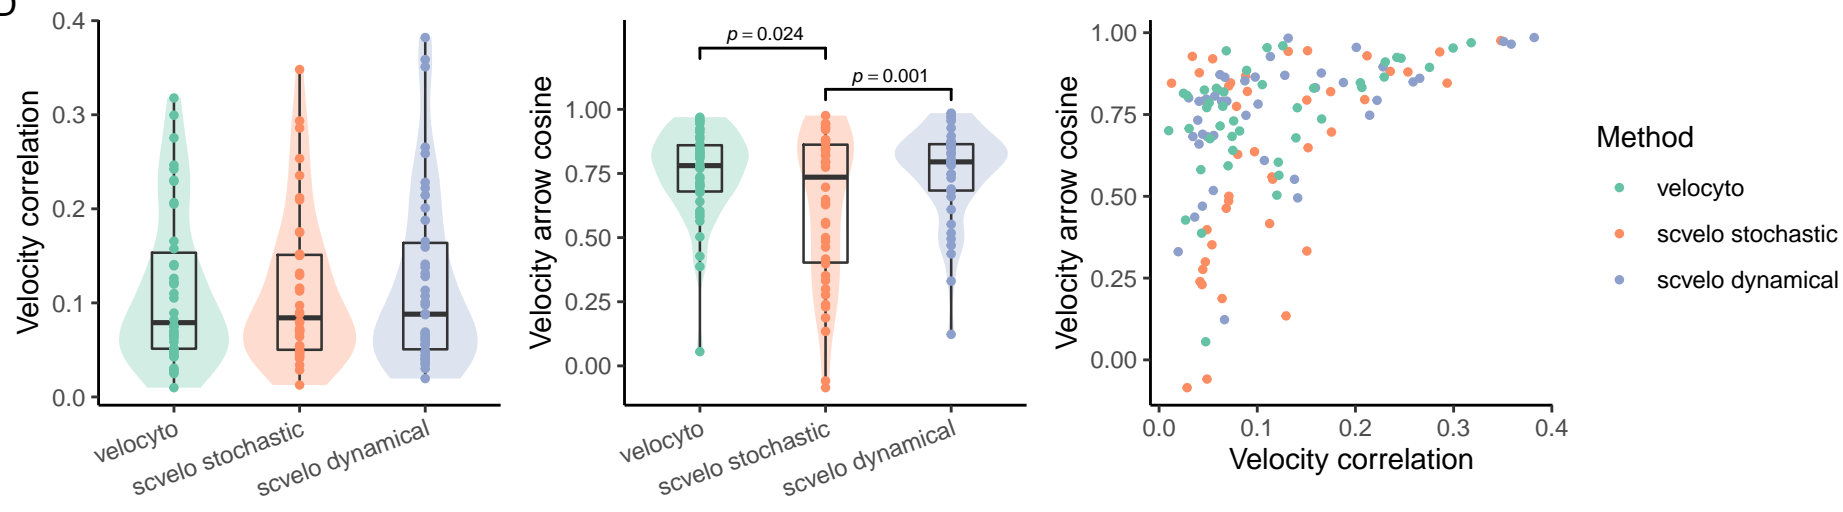 D
0.4
0.3
0.2
0.1
0.0
Velocity correlation
velocyto
scvelo stochastic
scvelo dynamical
p = 0.024
p = 0.001
1.00
0.75
0.50
0.25
0.00
Velocity arrow cosine
velocyto
scvelo stochastic
scvelo dynamical
1.00
0.75
0.50
0.25
0.00
Velocity arrow cosine
0.0 0.1 0.2 0.3 0.4
Velocity correlation
Method
velocyto
scvelo stochastic
scvelo dynamical